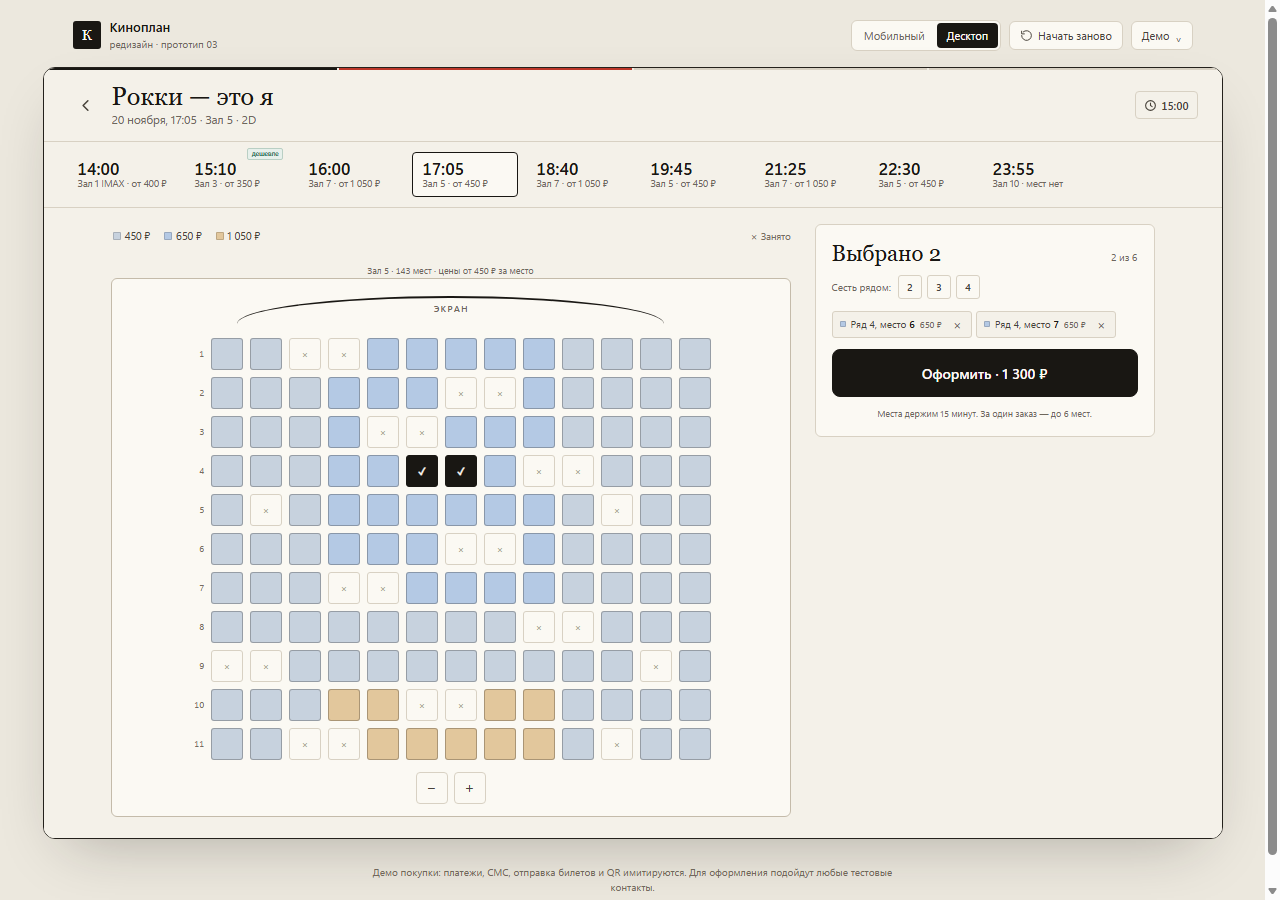 К
Киноплан
редизайн · прототип 03
Мобильный
Десктоп
Начать заново
Демо
Рокки — это я
20 ноября, 17:05 · Зал 5 · 2D
15:00
14:00
Зал 1 IMAX · от 400 ₽
15:10
дешевле
Зал 3 · от 350 ₽
16:00
Зал 7 · от 1 050 ₽
17:05
Зал 5 · от 450 ₽
18:40
Зал 7 · от 1 050 ₽
19:45
Зал 5 · от 450 ₽
21:25
Зал 7 · от 1 050 ₽
22:30
Зал 5 · от 450 ₽
23:55
Зал 10 · мест нет
450 ₽
650 ₽
1 050 ₽
× Занято
Зал 5 · 143 мест · цены от 450 ₽ за место
ЭКРАН
1
2
3
4
5
6
7
8
9
10
11
− +
Выбрано 2
2 из 6
Сесть рядом: 2 3 4
Ряд 4, место 6 650 ₽ ×
Ряд 4, место 7 650 ₽ ×
Оформить · 1 300 ₽
Места держим 15 минут. За один заказ — до 6 мест.
Демо покупки: платежи, СМС, отправка билетов и QR имитируются. Для оформления подойдут любые тестовые
контакты.